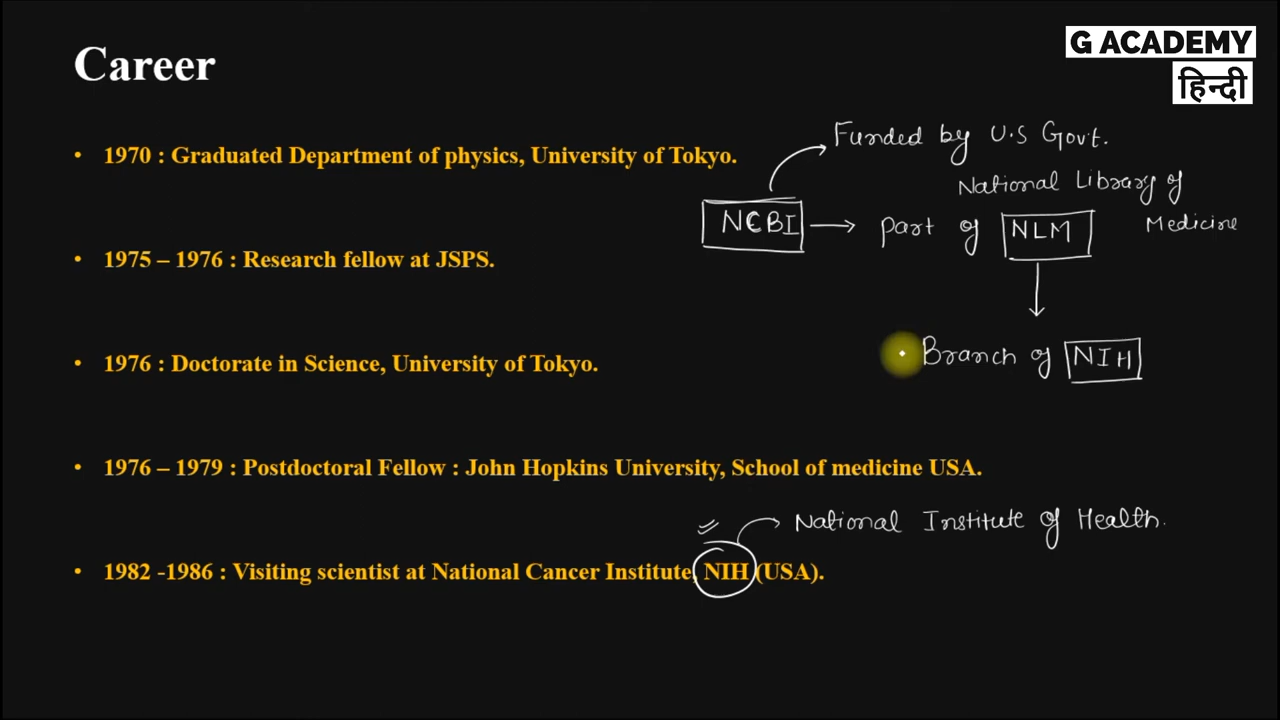 Career
G ACADEMY
हिन्दी
• 1970 : Graduated Department of physics, University of Tokyo.
Funded by U.S Govt.
National Library of
Medicine
NCBI → part of NLM
• 1975 – 1976 : Research fellow at JSPS.
Branch of NIH
• 1976 : Doctorate in Science, University of Tokyo.
• 1976 – 1979 : Postdoctoral Fellow : John Hopkins University, School of medicine USA.
National Institute of Health.
• 1982 -1986 : Visiting scientist at National Cancer Institute, NIH (USA).